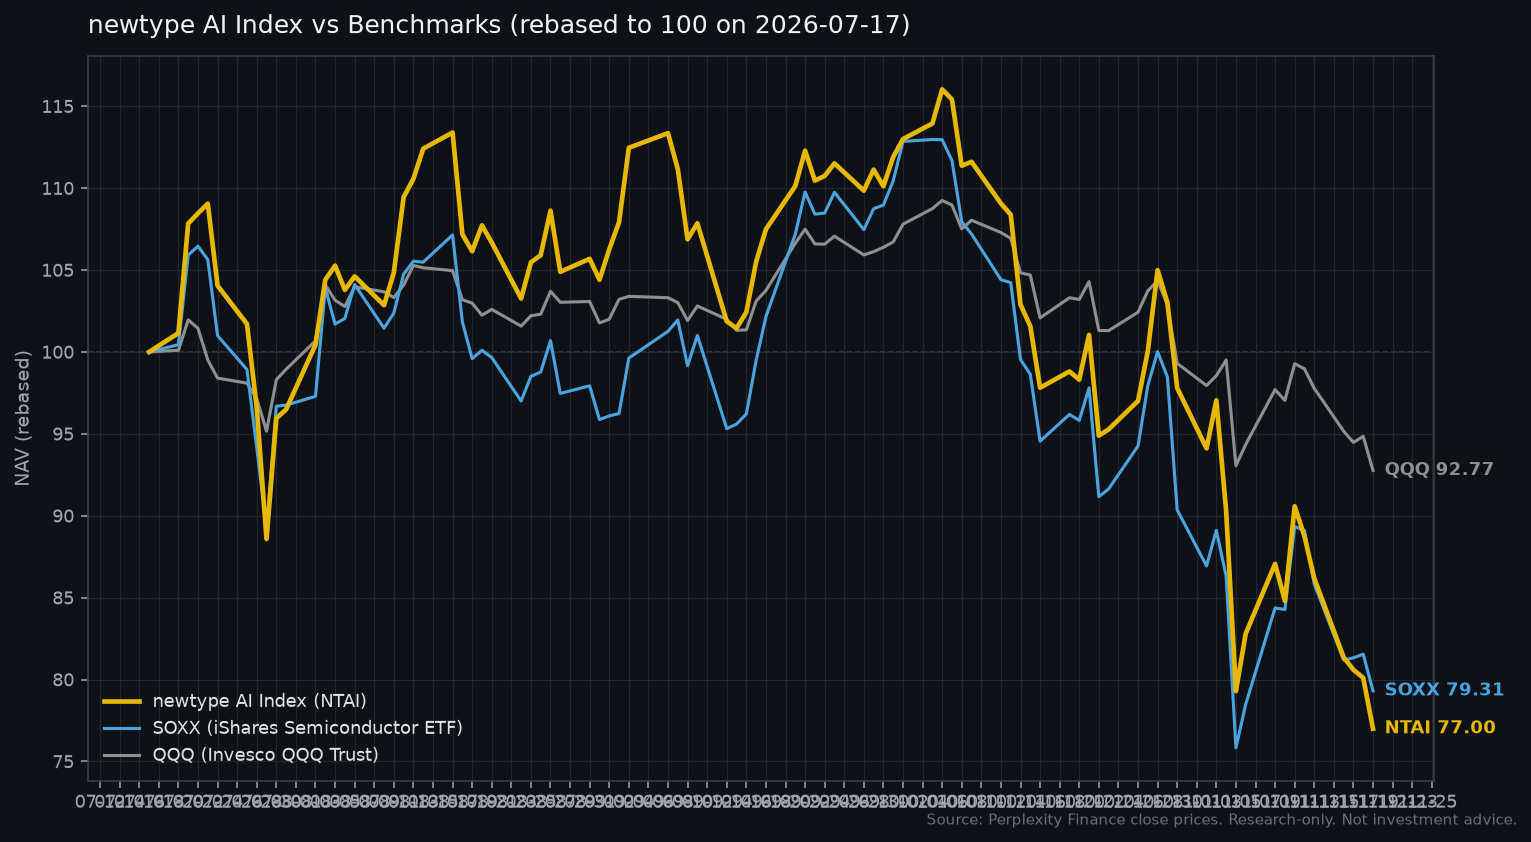 newtype AI Index vs Benchmarks (rebased to 100 on 2026-07-17)
NAV (rebased)
115
110
105
100
95
90
85
80
75
QQQ 92.77
SOXX 79.31
NTAI 77.00
newtype AI Index (NTAI)
SOXX (iShares Semiconductor ETF)
QQQ (Invesco QQQ Trust)
Source: Perplexity Finance close prices. Research-only. Not investment advice.